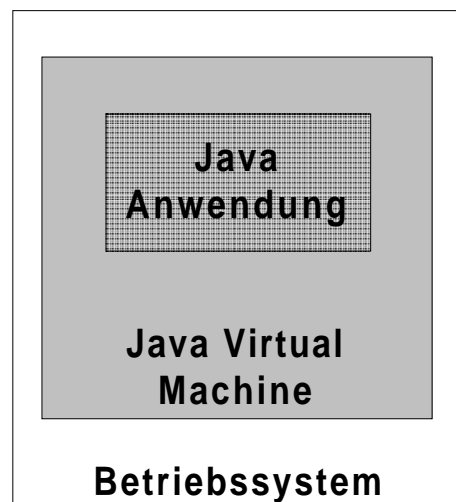 Java
Anwendung
Java Virtual
Machine
Betriebssystem